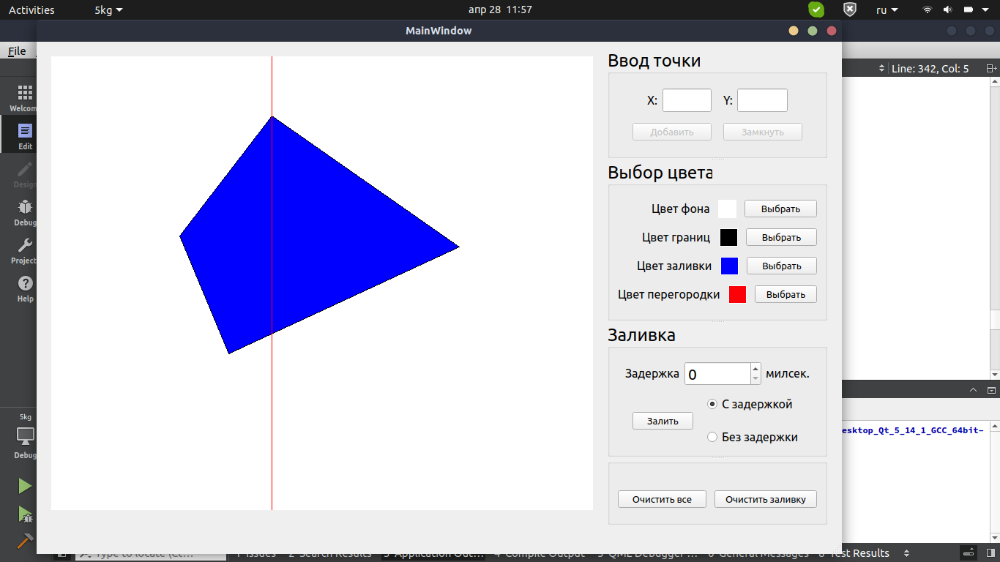 Activities 5kg апр 28 11:57 ru
MainWindow
File
Line: 342, Col: 5
Welcom
Edit
Design
Debug
Project
Help
5kg
Debug
Ввод точки
X: Y:
Добавить Замкнуть
Выбор цвета
Цвет фона Выбрать
Цвет границ Выбрать
Цвет заливки Выбрать
Цвет перегородки Выбрать
Заливка
Задержка 0 милсек.
С задержкой
Залить
Без задержки
Очистить все Очистить заливку
esktop_Qt_5_14_1_GCC_64bit-
Type to locate (Ct... 1 Issues 2 Search Results 3 Application Out... 4 Compile Output 5 QML Debugger ... 6 General Messages 8 Test Results